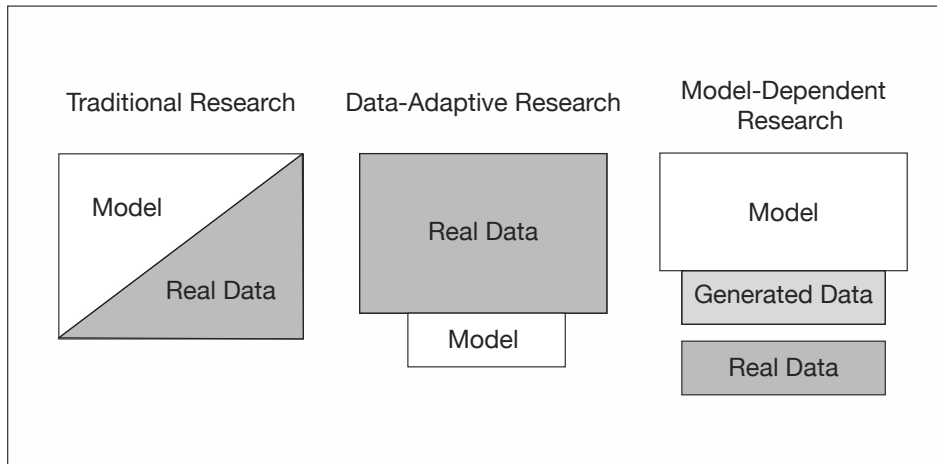 Traditional Research
Data-Adaptive Research
Model-Dependent
Research
Model
Real Data
Real Data
Model
Model
Generated Data
Real Data